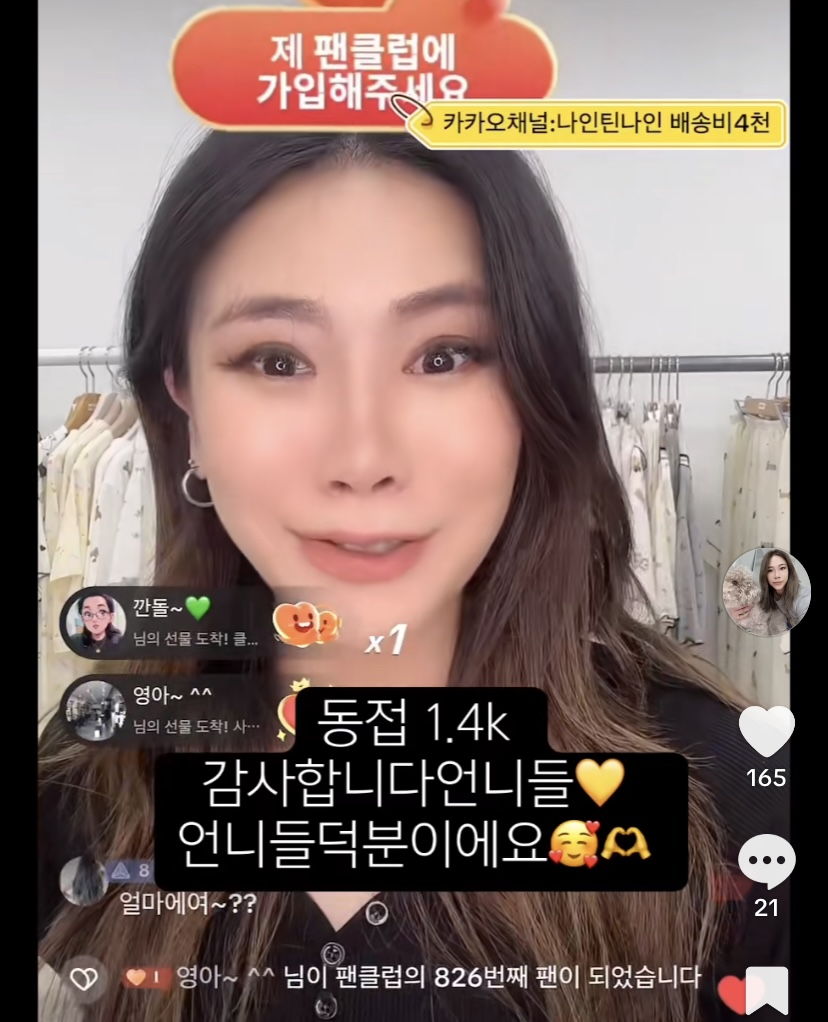 제 팬클럽에
가입해주세요
카카오채널:나인틴나인 배송비4천
깐돌~💚
님의 선물 도착! 클...
x1
영아~ ^^
님의 선물 도착! 사...
동접 1.4k
감사합니다언니들💛
언니들덕분이에요🥰🫶
165
8
얼마에여~??
21
1 영아~ ^^ 님이 팬클럽의 826번째 팬이 되었습니다